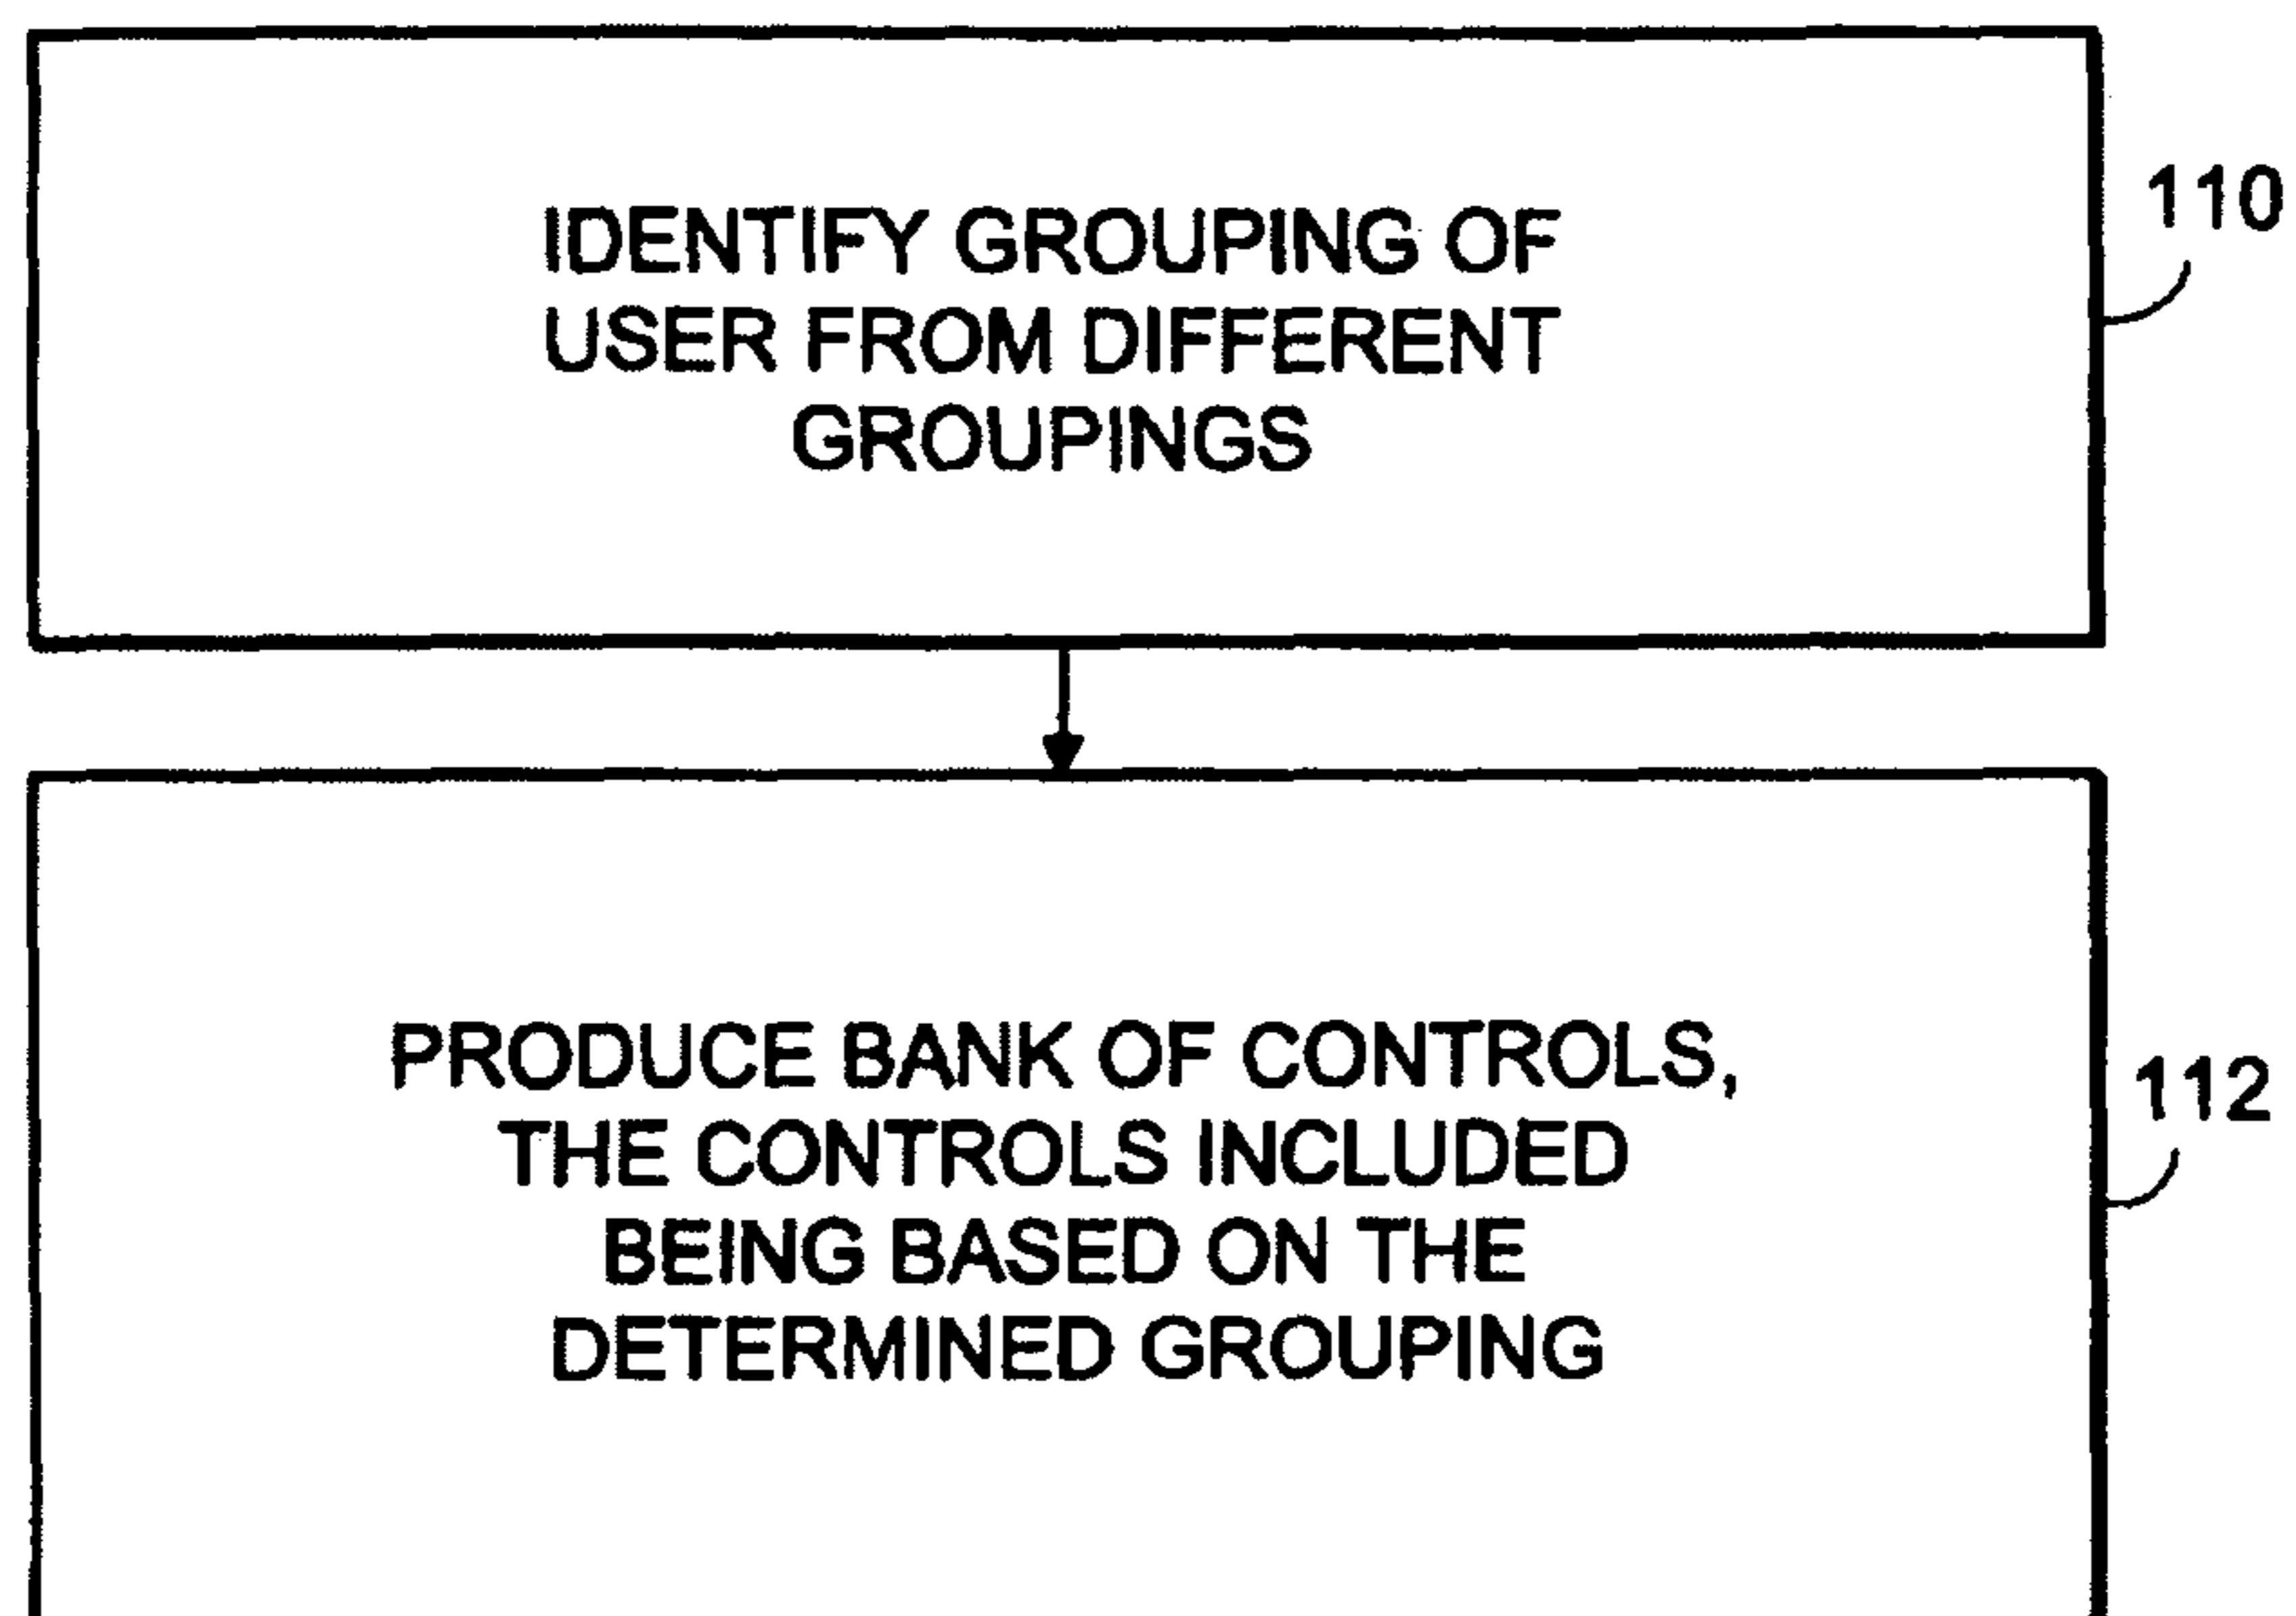 IDENTIFY GROUPING OF
USER FROM DIFFERENT
GROUPINGS
110
PRODUCE BANK OF CONTROLS,
THE CONTROLS INCLUDED
BEING BASED ON THE
DETERMINED GROUPING
112